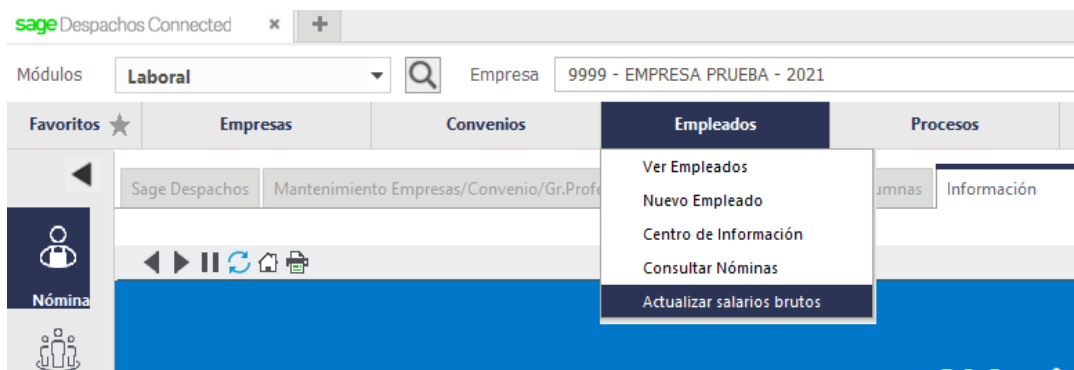 sage Despachos Connected
Módulos Laboral Empresa 9999 - EMPRESA PRUEBA - 2021
Favoritos Empresas Convenios Empleados Procesos
Ver Empleados
Sage Despachos Mantenimiento Empresas/Convenio/Gr.Profe Información
Nuevo Empleado
Centro de Información
Consultar Nóminas
Nómina Actualizar salarios brutos